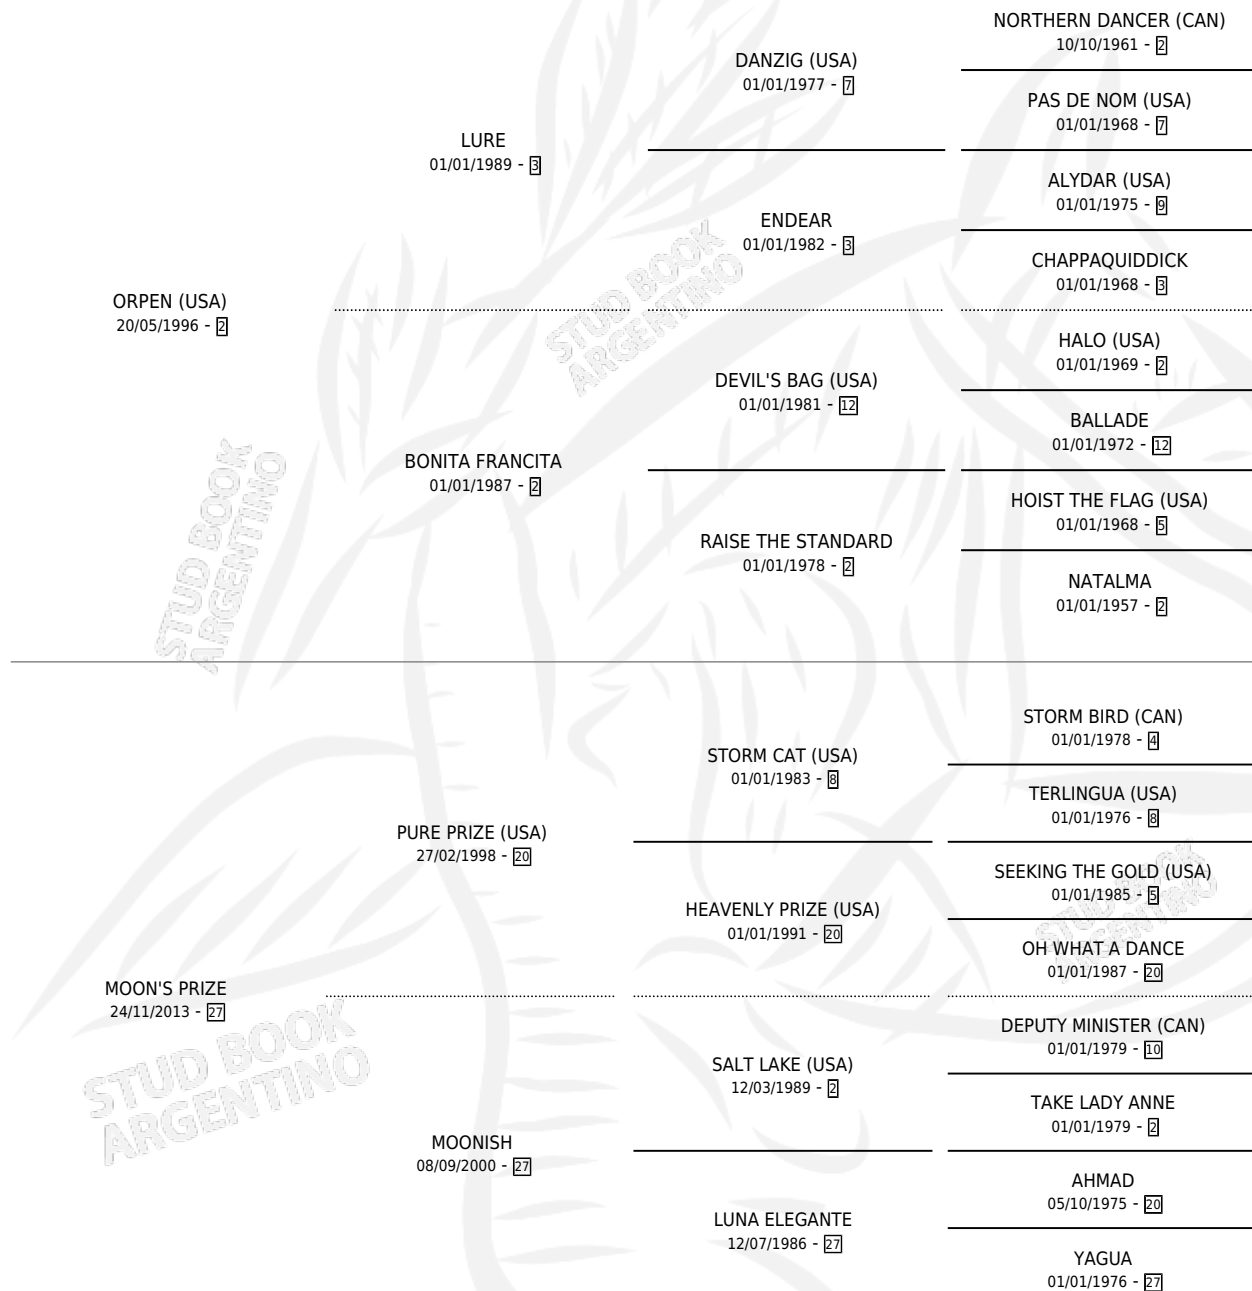 NORTHERN DANCER (CAN)
10/10/1961 - 2
DANZIG (USA)
01/01/1977 - 7
PAS DE NOM (USA)
01/01/1968 - 7
LURE
01/01/1989 - 3
ALYDAR (USA)
01/01/1975 - 9
ENDEAR
01/01/1982 - 3
CHAPPAQUIDDICK
01/01/1968 - 3
ORPEN (USA)
20/05/1996 - 2
HALO (USA)
01/01/1969 - 2
DEVIL'S BAG (USA)
01/01/1981 - 12
BALLADE
01/01/1972 - 12
BONITA FRANCITA
01/01/1987 - 2
HOIST THE FLAG (USA)
01/01/1968 - 5
RAISE THE STANDARD
01/01/1978 - 2
NATALMA
01/01/1957 - 2
STORM BIRD (CAN)
01/01/1978 - 4
STORM CAT (USA)
01/01/1983 - 8
TERLINGUA (USA)
01/01/1976 - 8
PURE PRIZE (USA)
27/02/1998 - 20
SEEKING THE GOLD (USA)
01/01/1985 - 5
HEAVENLY PRIZE (USA)
01/01/1991 - 20
OH WHAT A DANCE
01/01/1987 - 20
MOON'S PRIZE
24/11/2013 - 27
DEPUTY MINISTER (CAN)
01/01/1979 - 10
SALT LAKE (USA)
12/03/1989 - 2
TAKE LADY ANNE
01/01/1979 - 2
MOONISH
08/09/2000 - 27
AHMAD
05/10/1975 - 20
LUNA ELEGANTE
12/07/1986 - 27
YAGUA
01/01/1976 - 27
STUD BOOK
ARGENTINO
STUD BOOK
ARGENTINO
STUD BOOK
ARGENTINO
STUD BOOK
ARGENTINO